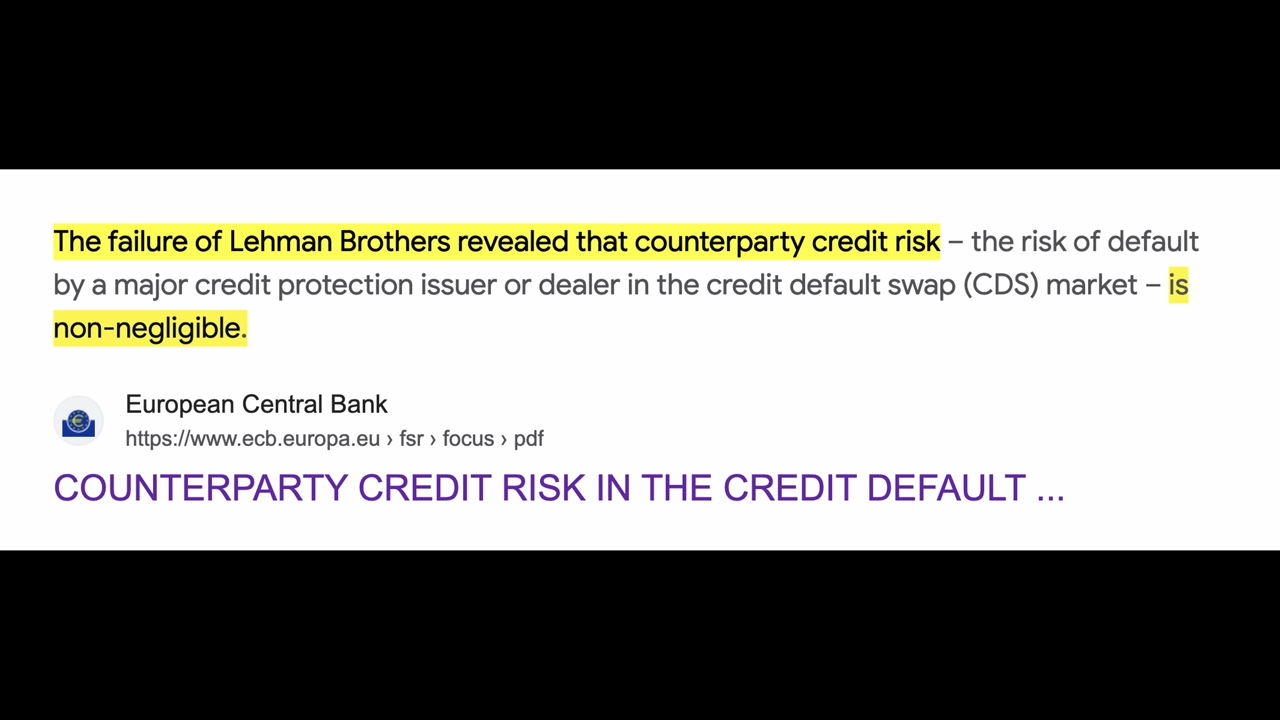 The failure of Lehman Brothers revealed that counterparty credit risk – the risk of default
by a major credit protection issuer or dealer in the credit default swap (CDS) market – is
non-negligible.
European Central Bank
https://www.ecb.europa.eu › fsr › focus › pdf
COUNTERPARTY CREDIT RISK IN THE CREDIT DEFAULT ...